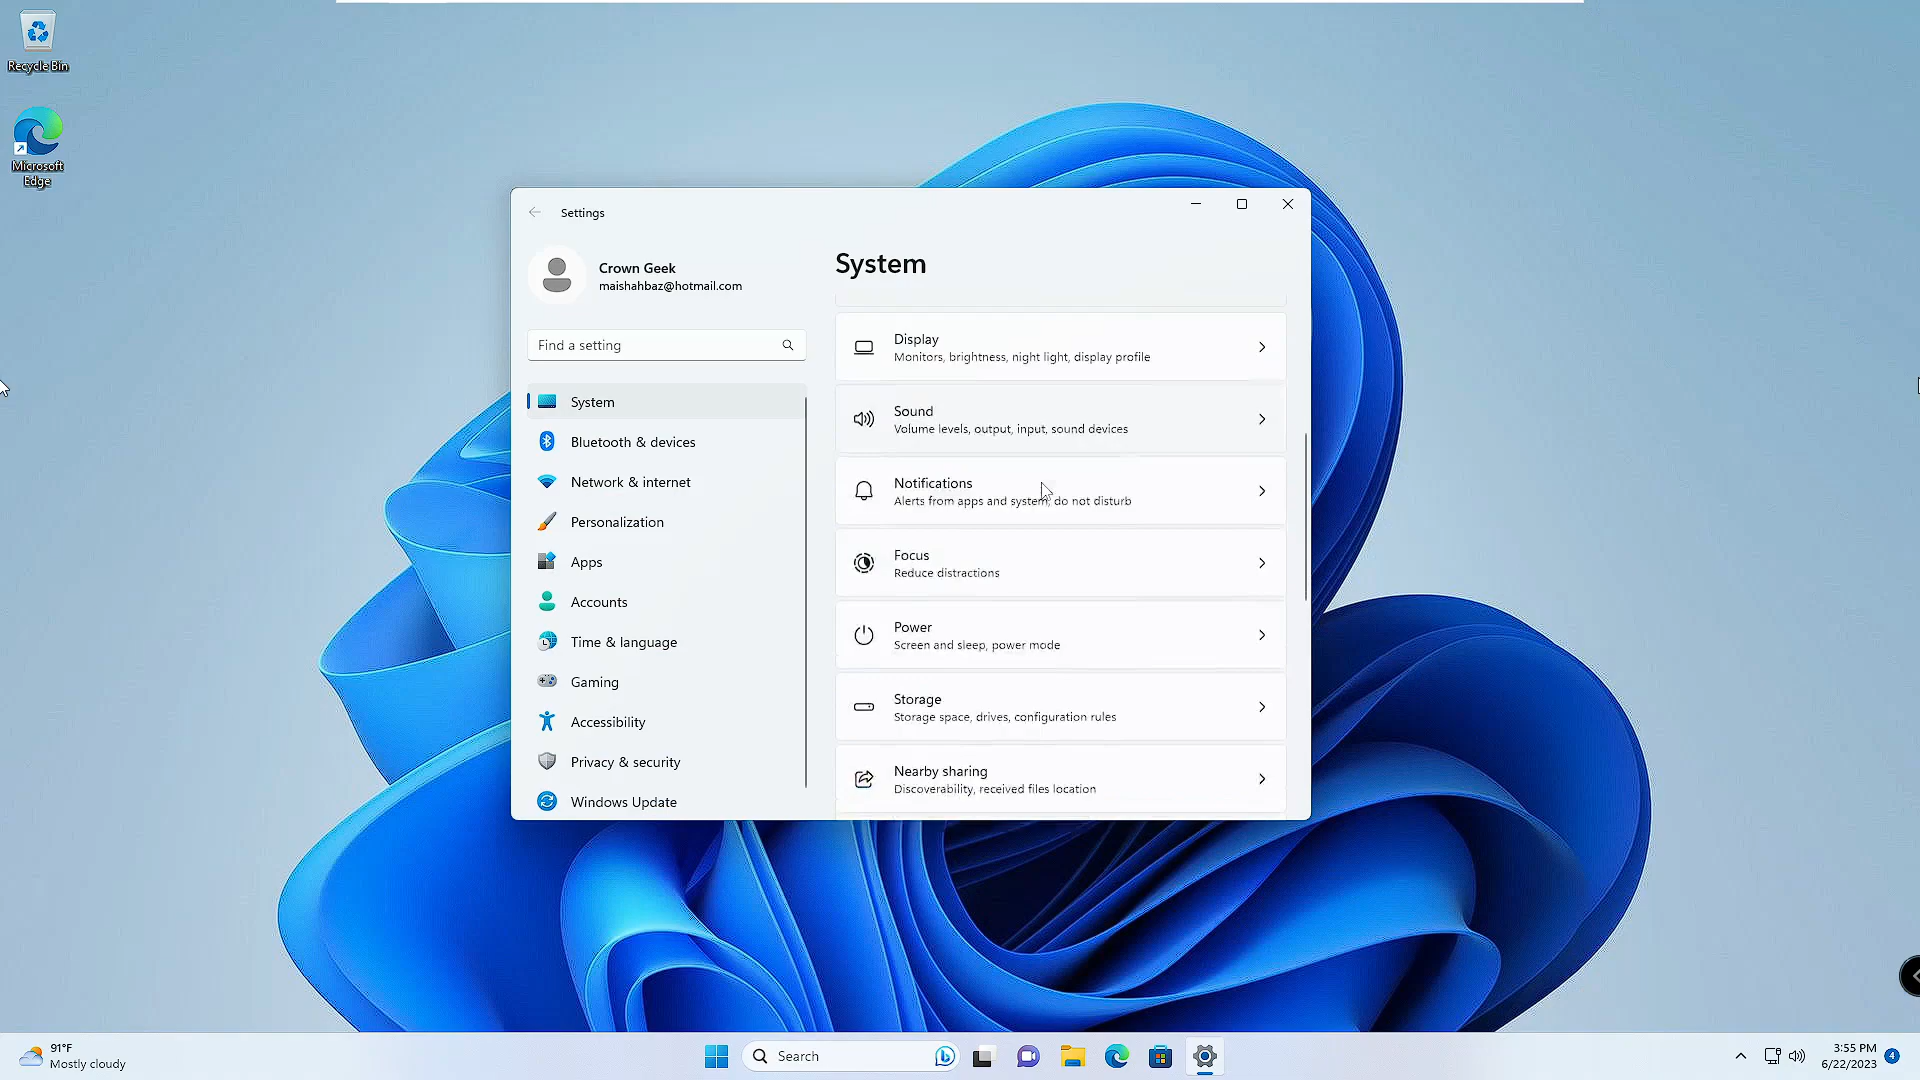 Recycle Bin
Microsoft
Edge
Settings
Crown Geek
maishahbaz@hotmail.com
Find a setting
System
Bluetooth & devices
Network & internet
Personalization
Apps
Accounts
Time & language
Gaming
Accessibility
Privacy & security
Windows Update
System
Display
Monitors, brightness, night light, display profile
Sound
Volume levels, output, input, sound devices
Notifications
Alerts from apps and system, do not disturb
Focus
Reduce distractions
Power
Screen and sleep, power mode
Storage
Storage space, drives, configuration rules
Nearby sharing
Discoverability, received files location
91°F
Mostly cloudy
Search
3:55 PM
6/22/2023
4